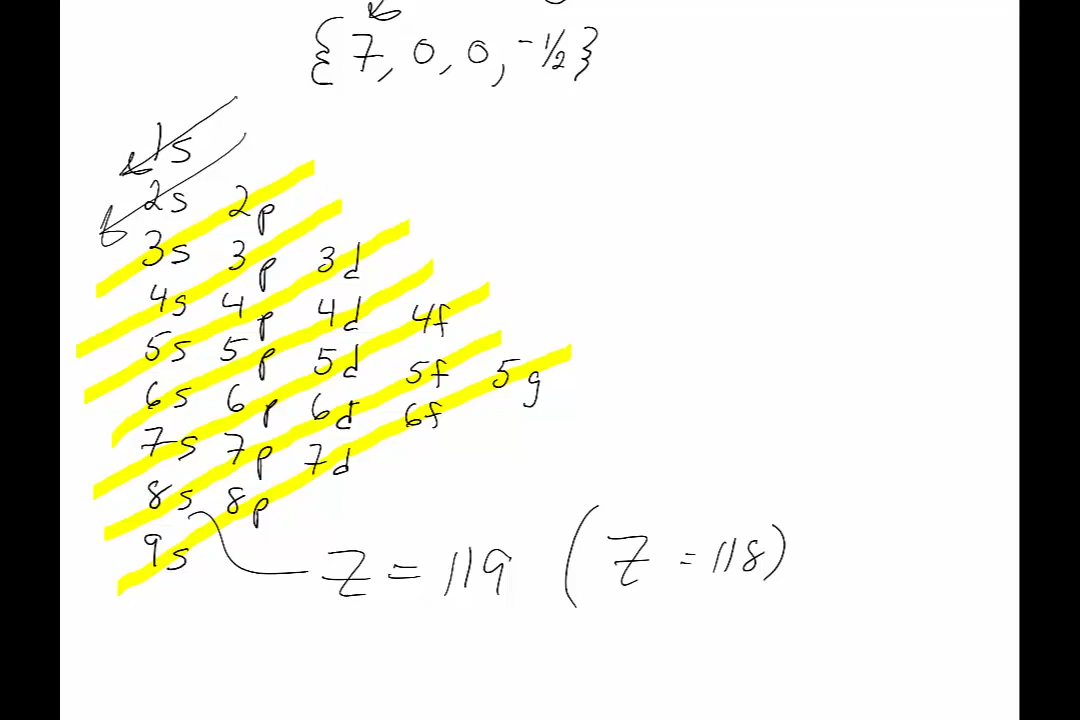 {7, 0, 0, -1/2}
1s
2s 2p
3s 3p 3d
4s 4p 4d 4f
5s 5p 5d 5f 5g
6s 6p 6d 6f
7s 7p 7d
8s 8p
9s
Z = 119 (Z = 118)